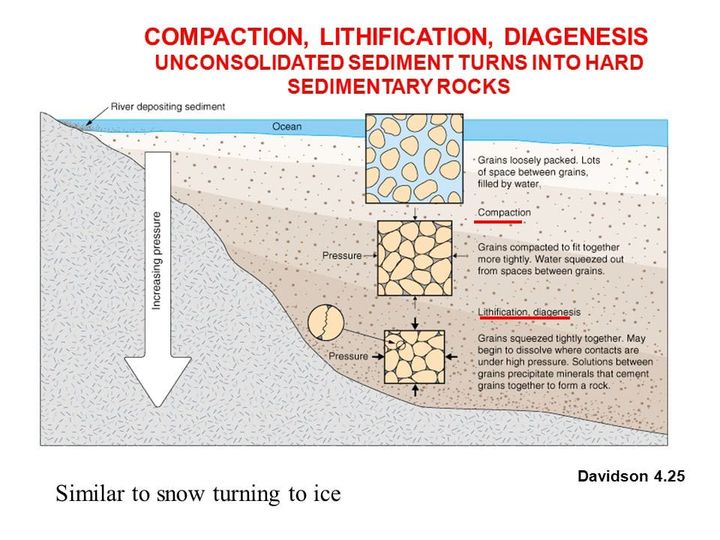 COMPACTION, LITHIFICATION, DIAGENESIS
UNCONSOLIDATED SEDIMENT TURNS INTO HARD
SEDIMENTARY ROCKS
River depositing sediment
Ocean
Grains loosely packed. Lots
of space between grains,
filled by water.
Compaction
Increasing pressure
Pressure
Grains compacted to fit together
more tightly. Water squeezed out
from spaces between grains.
Lithification, diagenesis
Pressure
Grains squeezed tightly together. May
begin to dissolve where contacts are
under high pressure. Solutions between
grains precipitate minerals that cement
grains together to form a rock.
Davidson 4.25
Similar to snow turning to ice